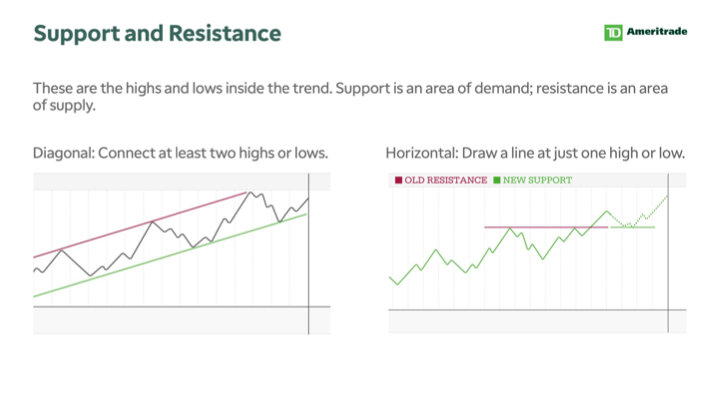 Support and Resistance
TD Ameritrade
These are the highs and lows inside the trend. Support is an area of demand; resistance is an area
of supply.
Diagonal: Connect at least two highs or lows.
Horizontal: Draw a line at just one high or low.
OLD RESISTANCE NEW SUPPORT